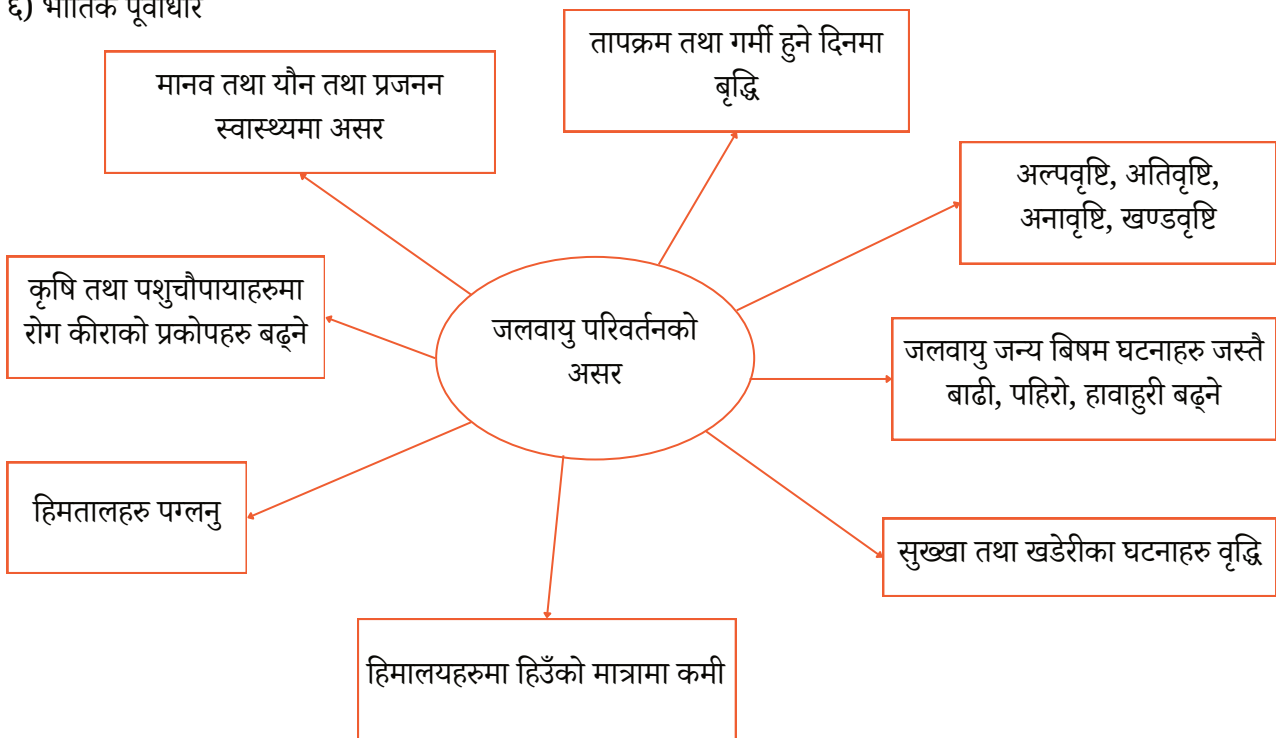 ६) भौतिक पूर्वाधार
तापक्रम तथा गर्मी हुने दिनमा
बृद्धि
मानव तथा यौन तथा प्रजनन
स्वास्थ्यमा असर
अल्पवृष्टि, अतिवृष्टि,
अनावृष्टि, खण्डवृष्टि
कृषि तथा पशुचौपायाहरुमा
रोग कीराको प्रकोपहरु बढ्ने
जलवायु परिवर्तनको
असर
जलवायु जन्य बिषम घटनाहरु जस्तै
बाढी, पहिरो, हावाहुरी बढ्ने
हिमतालहरु पग्लनु
सुख्खा तथा खडेरीका घटनाहरु वृद्धि
हिमालयहरुमा हिउँको मात्रामा कमी